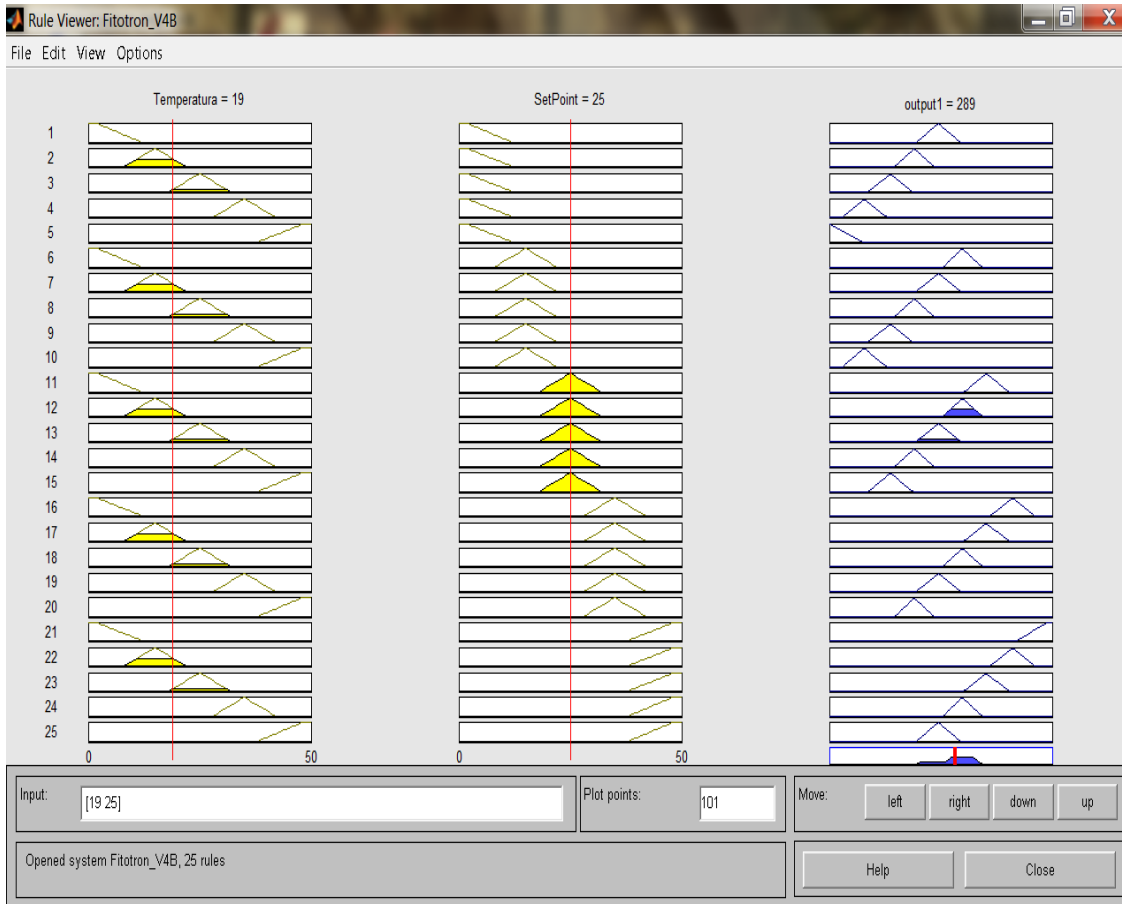 Rule Viewer: Fitotron_V4B
File Edit View Options
Temperatura = 19
SetPoint = 25
output1 = 289
1
2
3
4
5
6
7
8
9
10
11
12
13
14
15
16
17
18
19
20
21
22
23
24
25
0 50 0 50
Input: [19 25]
Plot points: 101
Move: left right down up
Opened system Fitotron_V4B, 25 rules
Help Close